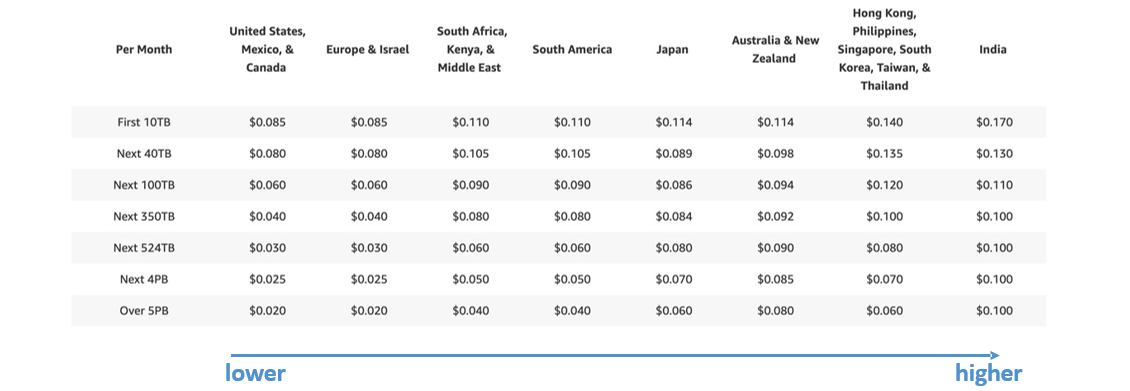 Per Month United States, Mexico, & Canada Europe & Israel South Africa, Kenya, & Middle East South America Japan Australia & New Zealand Hong Kong, Philippines, Singapore, South Korea, Taiwan, & Thailand India
First 10TB $0.085 $0.085 $0.110 $0.110 $0.114 $0.114 $0.140 $0.170
Next 40TB $0.080 $0.080 $0.105 $0.105 $0.089 $0.098 $0.135 $0.130
Next 100TB $0.060 $0.060 $0.090 $0.090 $0.086 $0.094 $0.120 $0.110
Next 350TB $0.040 $0.040 $0.080 $0.080 $0.084 $0.092 $0.100 $0.100
Next 524TB $0.030 $0.030 $0.060 $0.060 $0.080 $0.090 $0.080 $0.100
Next 4PB $0.025 $0.025 $0.050 $0.050 $0.070 $0.085 $0.070 $0.100
Over 5PB $0.020 $0.020 $0.040 $0.040 $0.060 $0.080 $0.060 $0.100
lower higher